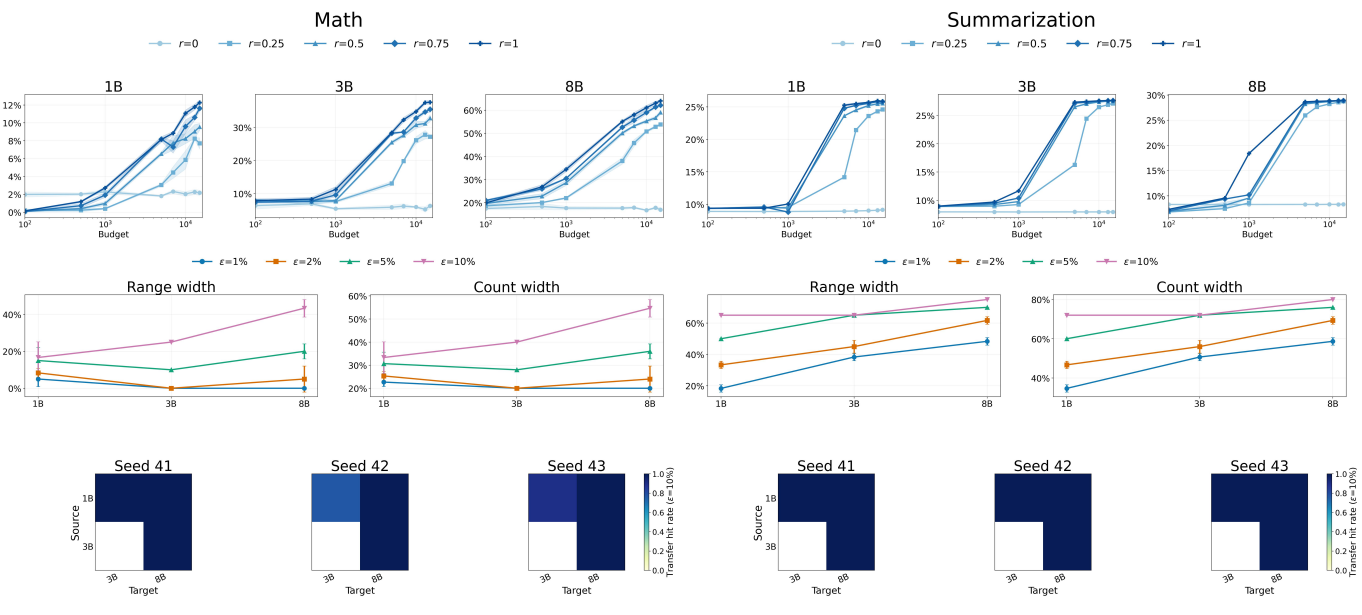 Math
r=0 r=0.25 r=0.5 r=0.75 r=1
1B
12%
10%
8%
6%
4%
2%
0%
10² 10³ 10⁴
Budget
3B
30%
20%
10%
10² 10³ 10⁴
Budget
8B
60%
50%
40%
30%
20%
10² 10³ 10⁴
Budget
ε=1% ε=2% ε=5% ε=10%
Range width
40%
20%
0%
1B 3B 8B
Count width
60%
50%
40%
30%
20%
1B 3B 8B
Seed 41
Source
1B
3B
3B 8B
Target
Seed 42
3B 8B
Target
Seed 43
3B 8B
Target
1.0
0.8
0.6
0.4
0.2
0.0
Transfer hit rate (ε=10%)
Summarization
r=0 r=0.25 r=0.5 r=0.75 r=1
1B
25%
20%
15%
10%
10² 10³ 10⁴
Budget
3B
25%
20%
15%
10%
10² 10³ 10⁴
Budget
8B
30%
25%
20%
15%
10%
10² 10³ 10⁴
Budget
ε=1% ε=2% ε=5% ε=10%
Range width
60%
40%
20%
1B 3B 8B
Count width
80%
60%
40%
1B 3B 8B
Seed 41
Source
1B
3B
3B 8B
Target
Seed 42
3B 8B
Target
Seed 43
3B 8B
Target
1.0
0.8
0.6
0.4
0.2
0.0
Transfer hit rate (ε=10%)